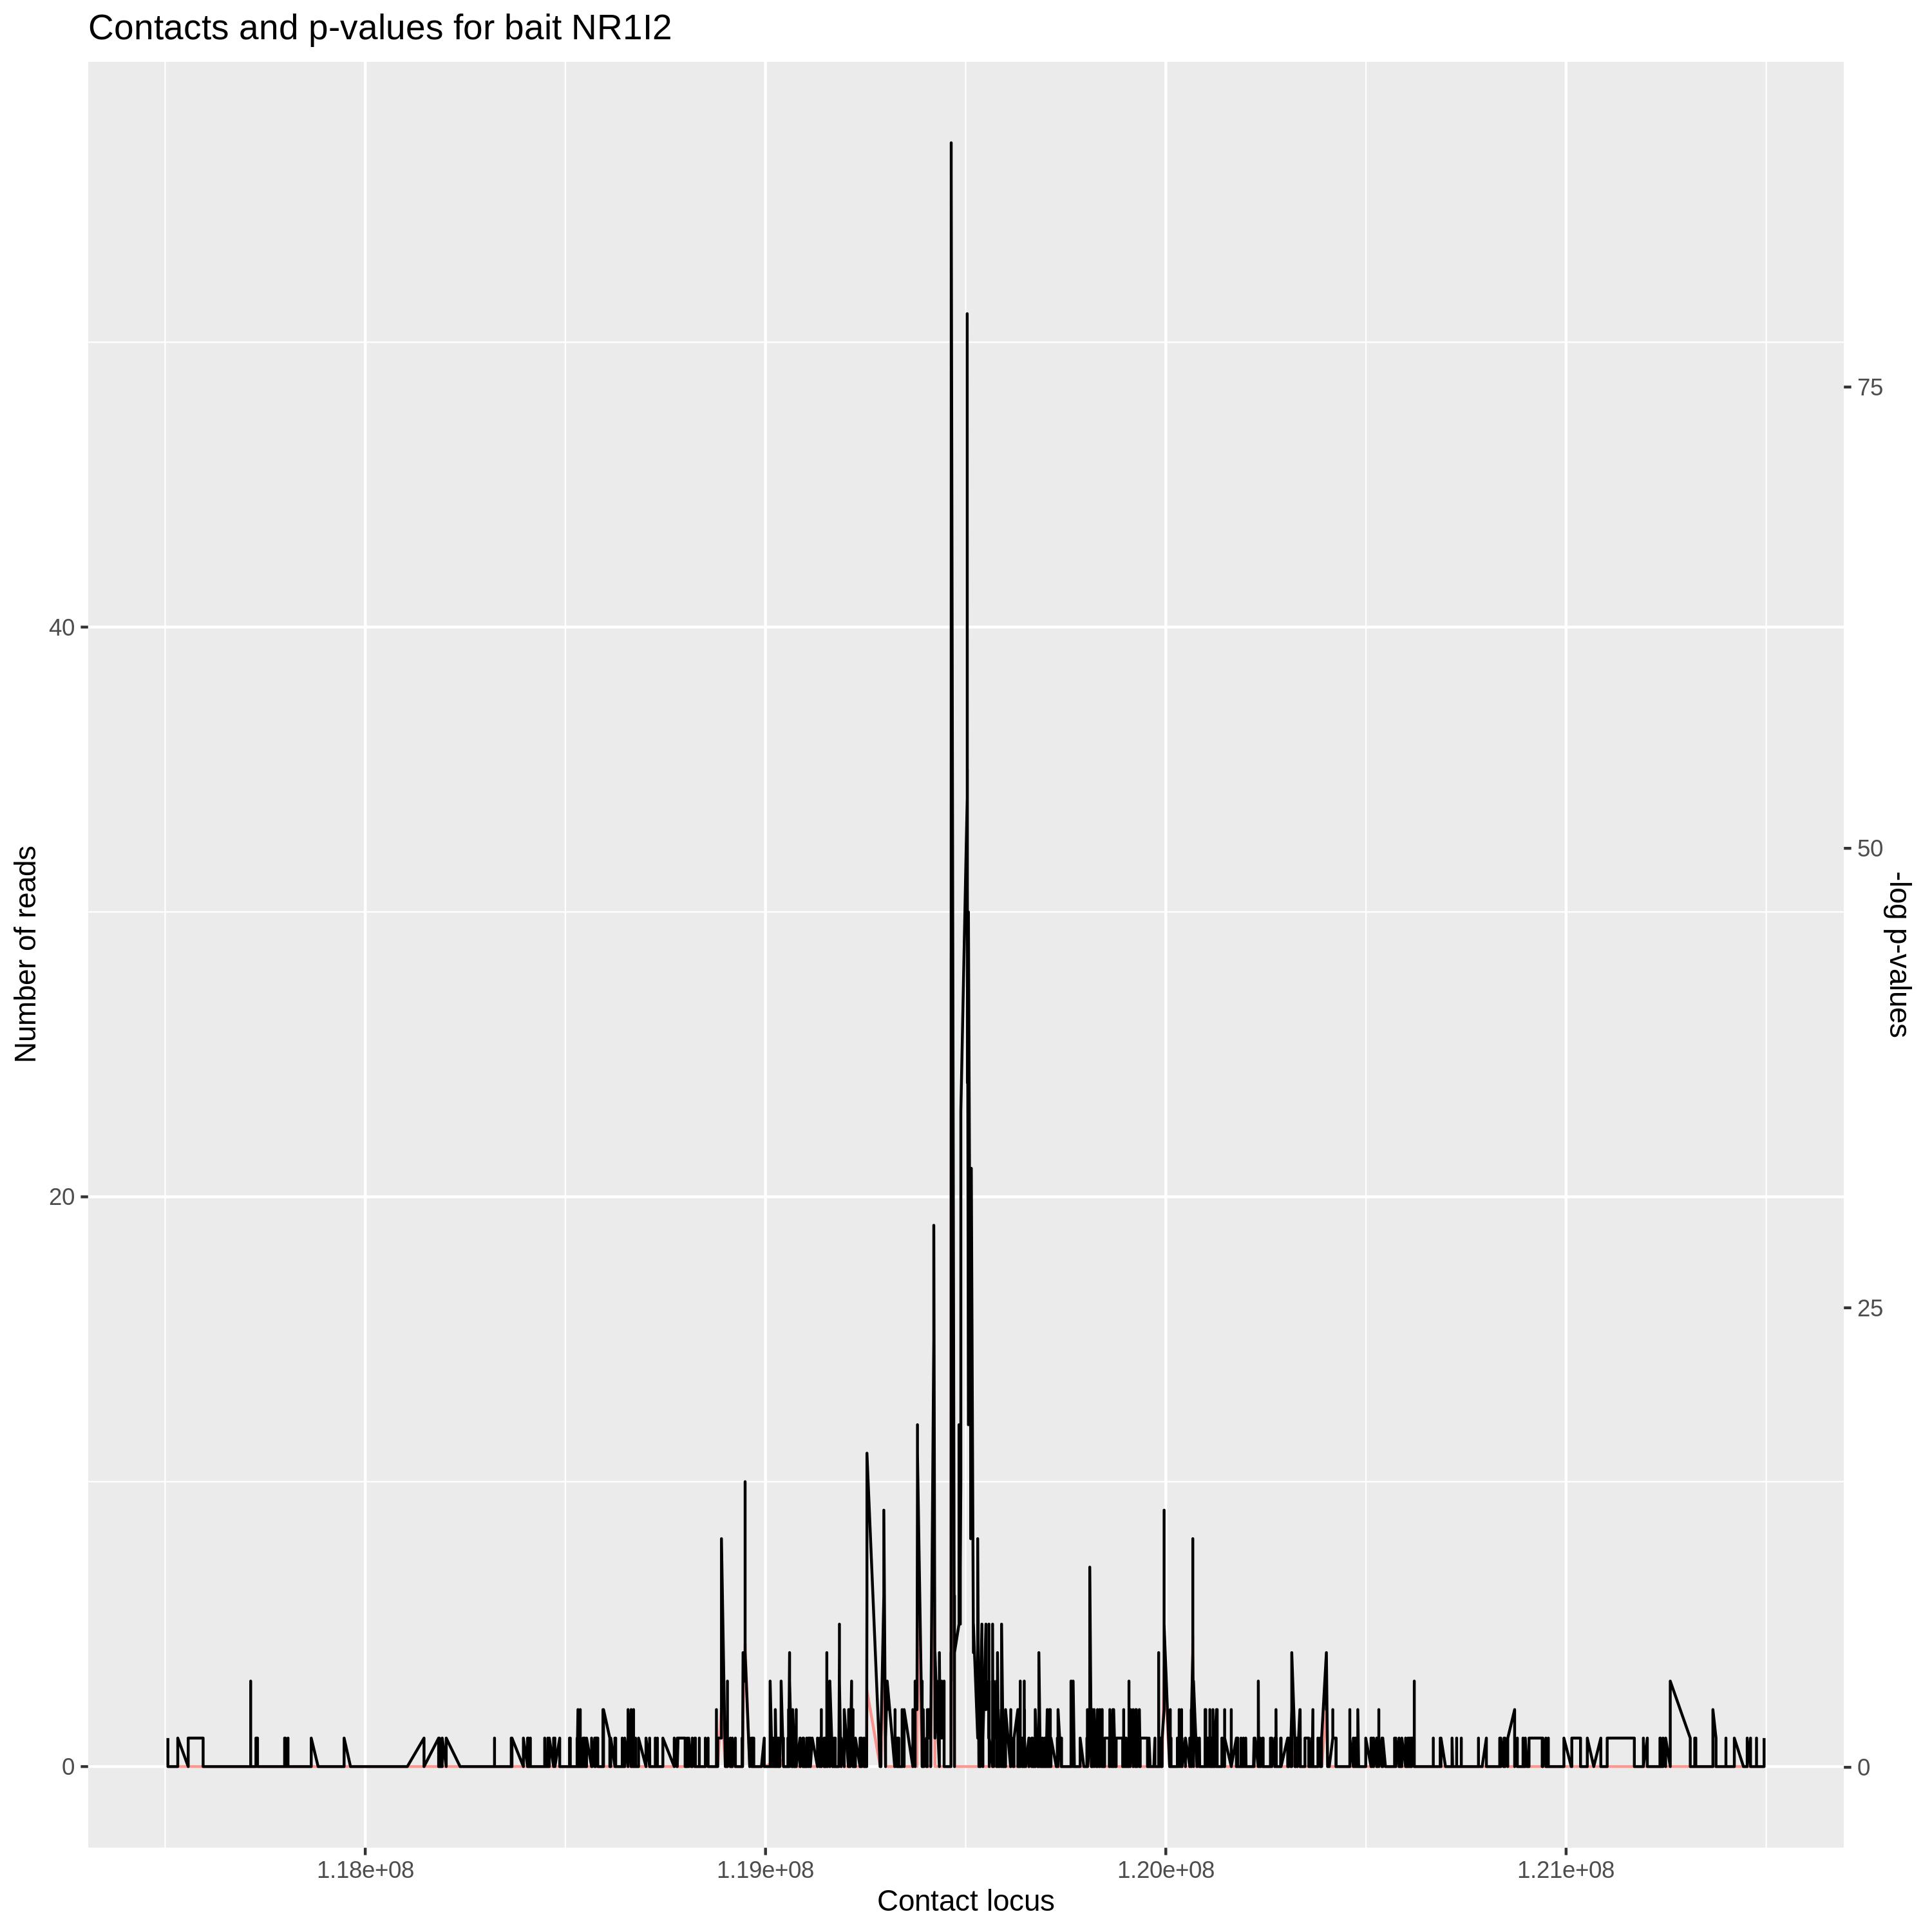 Contacts and p-values for bait NR1I2
Number of reads
40
20
0
75
50
25
0
-log p-values
1.18e+08
1.19e+08
1.20e+08
1.21e+08
Contact locus